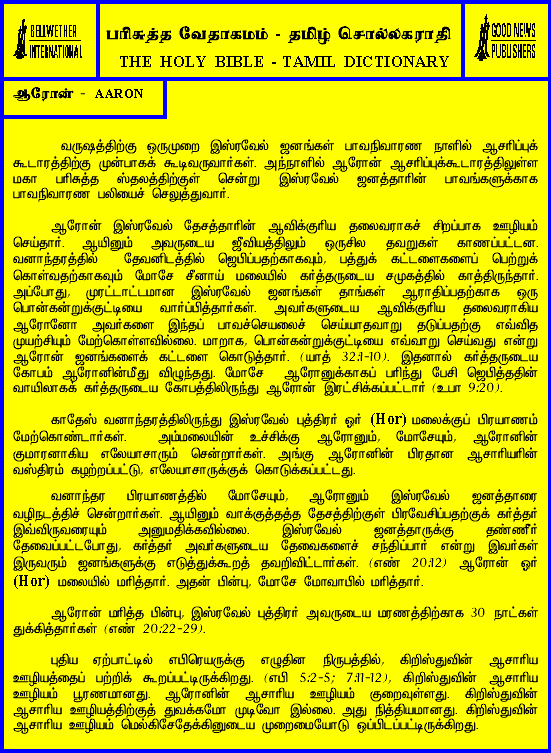 BELLWETHER
INTERNATIONAL
பரிசுத்த வேதாகமம் - தமிழ் சொல்லகராதி
THE HOLY BIBLE - TAMIL DICTIONARY
GOOD NEWS
PUBLISHERS
ஆரோன் - AARON
வருஷத்திற்கு ஒருமுறை இஸ்ரவேல் ஜனங்கள் பாவநிவாரண நாளில் ஆசரிப்புக்
கூடாரத்திற்கு முன்பாகக் கூடிவருவார்கள். அந்நாளில் ஆரோன் ஆசரிப்புக்கூடாரத்திலுள்ள
மகா பரிசுத்த ஸ்தலத்திற்குள் சென்று இஸ்ரவேல் ஜனத்தாரின் பாவங்களுக்காக
பாவநிவாரண பலியைச் செலுத்துவார்.
ஆரோன் இஸ்ரவேல் தேசத்தாரின் ஆவிக்குரிய தலைவராகச் சிறப்பாக ஊழியம்
செய்தார். ஆயினும் அவருடைய ஜீவியத்திலும் ஒருசில தவறுகள் காணப்பட்டன.
வனாந்தரத்தில் தேவனிடத்தில் ஜெபிப்பதற்காகவும், பத்துக் கட்டளைகளைப் பெற்றுக்
கொள்வதற்காகவும் மோசே சீனாய் மலையில் கர்த்தருடைய சமுகத்தில் காத்திருந்தார்.
அப்போது, முரட்டாட்டமான இஸ்ரவேல் ஜனங்கள் தாங்கள் ஆராதிப்பதற்காக ஒரு
பொன்கன்றுக்குட்டியை வார்ப்பித்தார்கள். அவர்களுடைய ஆவிக்குரிய தலைவராகிய
ஆரோனோ அவர்களை இந்தப் பாவச்செயலைச் செய்யாதவாறு தடுப்பதற்கு எவ்வித
முயற்சியும் மேற்கொள்ளவில்லை. மாறாக, பொன்கன்றுக்குட்டியை எவ்வாறு செய்வது என்று
ஆரோன் ஜனங்களைக் கட்டளை கொடுத்தார். (யாத் 32:1-10). இதனால் கர்த்தருடைய
கோபம் ஆரோனின்மீது விழுந்தது. மோசே ஆரோனுக்காகப் பரிந்து பேசி ஜெபித்ததின்
வாயிலாகக் கர்த்தருடைய கோபத்திலிருந்து ஆரோன் இரட்சிக்கப்பட்டார் (உபா 9:20).
காதேஸ் வனாந்தரத்திலிருந்து இஸ்ரவேல் புத்திரர் ஓர் (Hor) மலைக்குப் பிரயாணம்
மேற்கொண்டார்கள். அம்மலையின் உச்சிக்கு ஆரோனும், மோசேயும், ஆரோனின்
குமாரனாகிய எலேயாசாரும் சென்றார்கள். அங்கு ஆரோனின் பிரதான ஆசாரியரின்
வஸ்திரம் கழற்றப்பட்டு, எலேயாசாருக்குக் கொடுக்கப்பட்டது.
வனாந்தர பிரயாணத்தில் மோசேயும், ஆரோனும் இஸ்ரவேல் ஜனத்தாரை
வழிநடத்திச் சென்றார்கள். ஆயினும் வாக்குத்தத்த தேசத்திற்குள் பிரவேசிப்பதற்குக் கர்த்தர்
இவ்விருவரையும் அனுமதிக்கவில்லை. இஸ்ரவேல் ஜனத்தாருக்கு தண்ணீர்
தேவைப்பட்டபோது, கர்த்தர் அவர்களுடைய தேவைகளைச் சந்திப்பார் என்று இவர்கள்
இருவரும் ஜனங்களுக்கு எடுத்துக்கூறத் தவறிவிட்டார்கள். (எண் 20:12) ஆரோன் ஓர்
(Hor) மலையில் மரித்தார். அதன் பின்பு, மோசே மோவாபில் மரித்தார்.
ஆரோன் மரித்த பின்பு, இஸ்ரவேல் புத்திரர் அவருடைய மரணத்திற்காக 30 நாட்கள்
துக்கித்தார்கள் (எண் 20:22-29).
புதிய ஏற்பாட்டில் எபிரெயருக்கு எழுதின நிருபத்தில், கிறிஸ்துவின் ஆசாரிய
ஊழியத்தைப் பற்றிக் கூறப்பட்டிருக்கிறது. (எபி 5:2-5; 7:11-12), கிறிஸ்துவின் ஆசாரிய
ஊழியம் பூரணமானது. ஆரோனின் ஆசாரிய ஊழியம் குறைவுள்ளது. கிறிஸ்துவின்
ஆசாரிய ஊழியத்திற்குத் துவக்கமோ முடிவோ இல்லை. அது நித்தியமானது. கிறிஸ்துவின்
ஆசாரிய ஊழியம் மெல்கிசேதேக்கினுடைய முறைமையோடு ஒப்பிடப்பட்டிருக்கிறது.